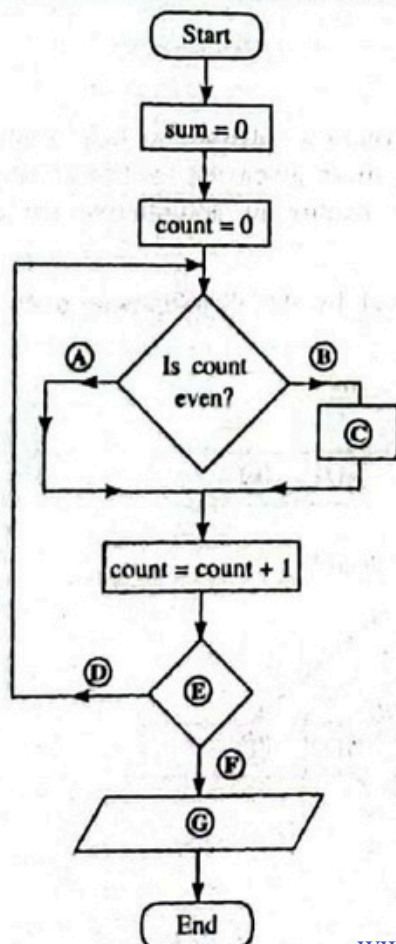 Start
sum = 0
count = 0
Ⓐ
Is count
even?
Ⓑ
Ⓒ
count = count + 1
Ⓓ
Ⓔ
Ⓕ
Ⓖ
End